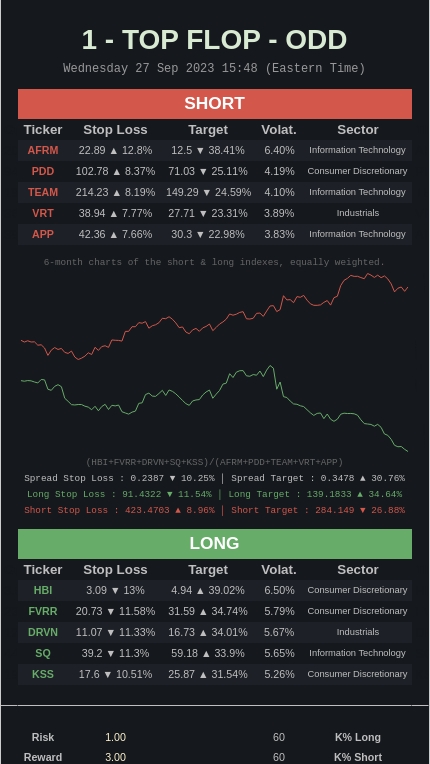 1 - TOP FLOP - ODD
Wednesday 27 Sep 2023 15:48 (Eastern Time)
SHORT
Ticker Stop Loss Target Volat. Sector
AFRM 22.89 ▲ 12.8% 12.5 ▼ 38.41% 6.40% Information Technology
PDD 102.78 ▲ 8.37% 71.03 ▼ 25.11% 4.19% Consumer Discretionary
TEAM 214.23 ▲ 8.19% 149.29 ▼ 24.59% 4.10% Information Technology
VRT 38.94 ▲ 7.77% 27.71 ▼ 23.31% 3.89% Industrials
APP 42.36 ▲ 7.66% 30.3 ▼ 22.98% 3.83% Information Technology
6-month charts of the short & long indexes, equally weighted.
(HBI+FVRR+DRVN+SQ+KSS)/(AFRM+PDD+TEAM+VRT+APP)
Spread Stop Loss : 0.2387 ▼ 10.25% | Spread Target : 0.3478 ▲ 30.76%
Long Stop Loss : 91.4322 ▼ 11.54% | Long Target : 139.1833 ▲ 34.64%
Short Stop Loss : 423.4703 ▲ 8.96% | Short Target : 284.149 ▼ 26.88%
LONG
Ticker Stop Loss Target Volat. Sector
HBI 3.09 ▼ 13% 4.94 ▲ 39.02% 6.50% Consumer Discretionary
FVRR 20.73 ▼ 11.58% 31.59 ▲ 34.74% 5.79% Consumer Discretionary
DRVN 11.07 ▼ 11.33% 16.73 ▲ 34.01% 5.67% Industrials
SQ 39.2 ▼ 11.3% 59.18 ▲ 33.9% 5.65% Information Technology
KSS 17.6 ▼ 10.51% 25.87 ▲ 31.54% 5.26% Consumer Discretionary
Risk 1.00 60 K% Long
Reward 3.00 60 K% Short